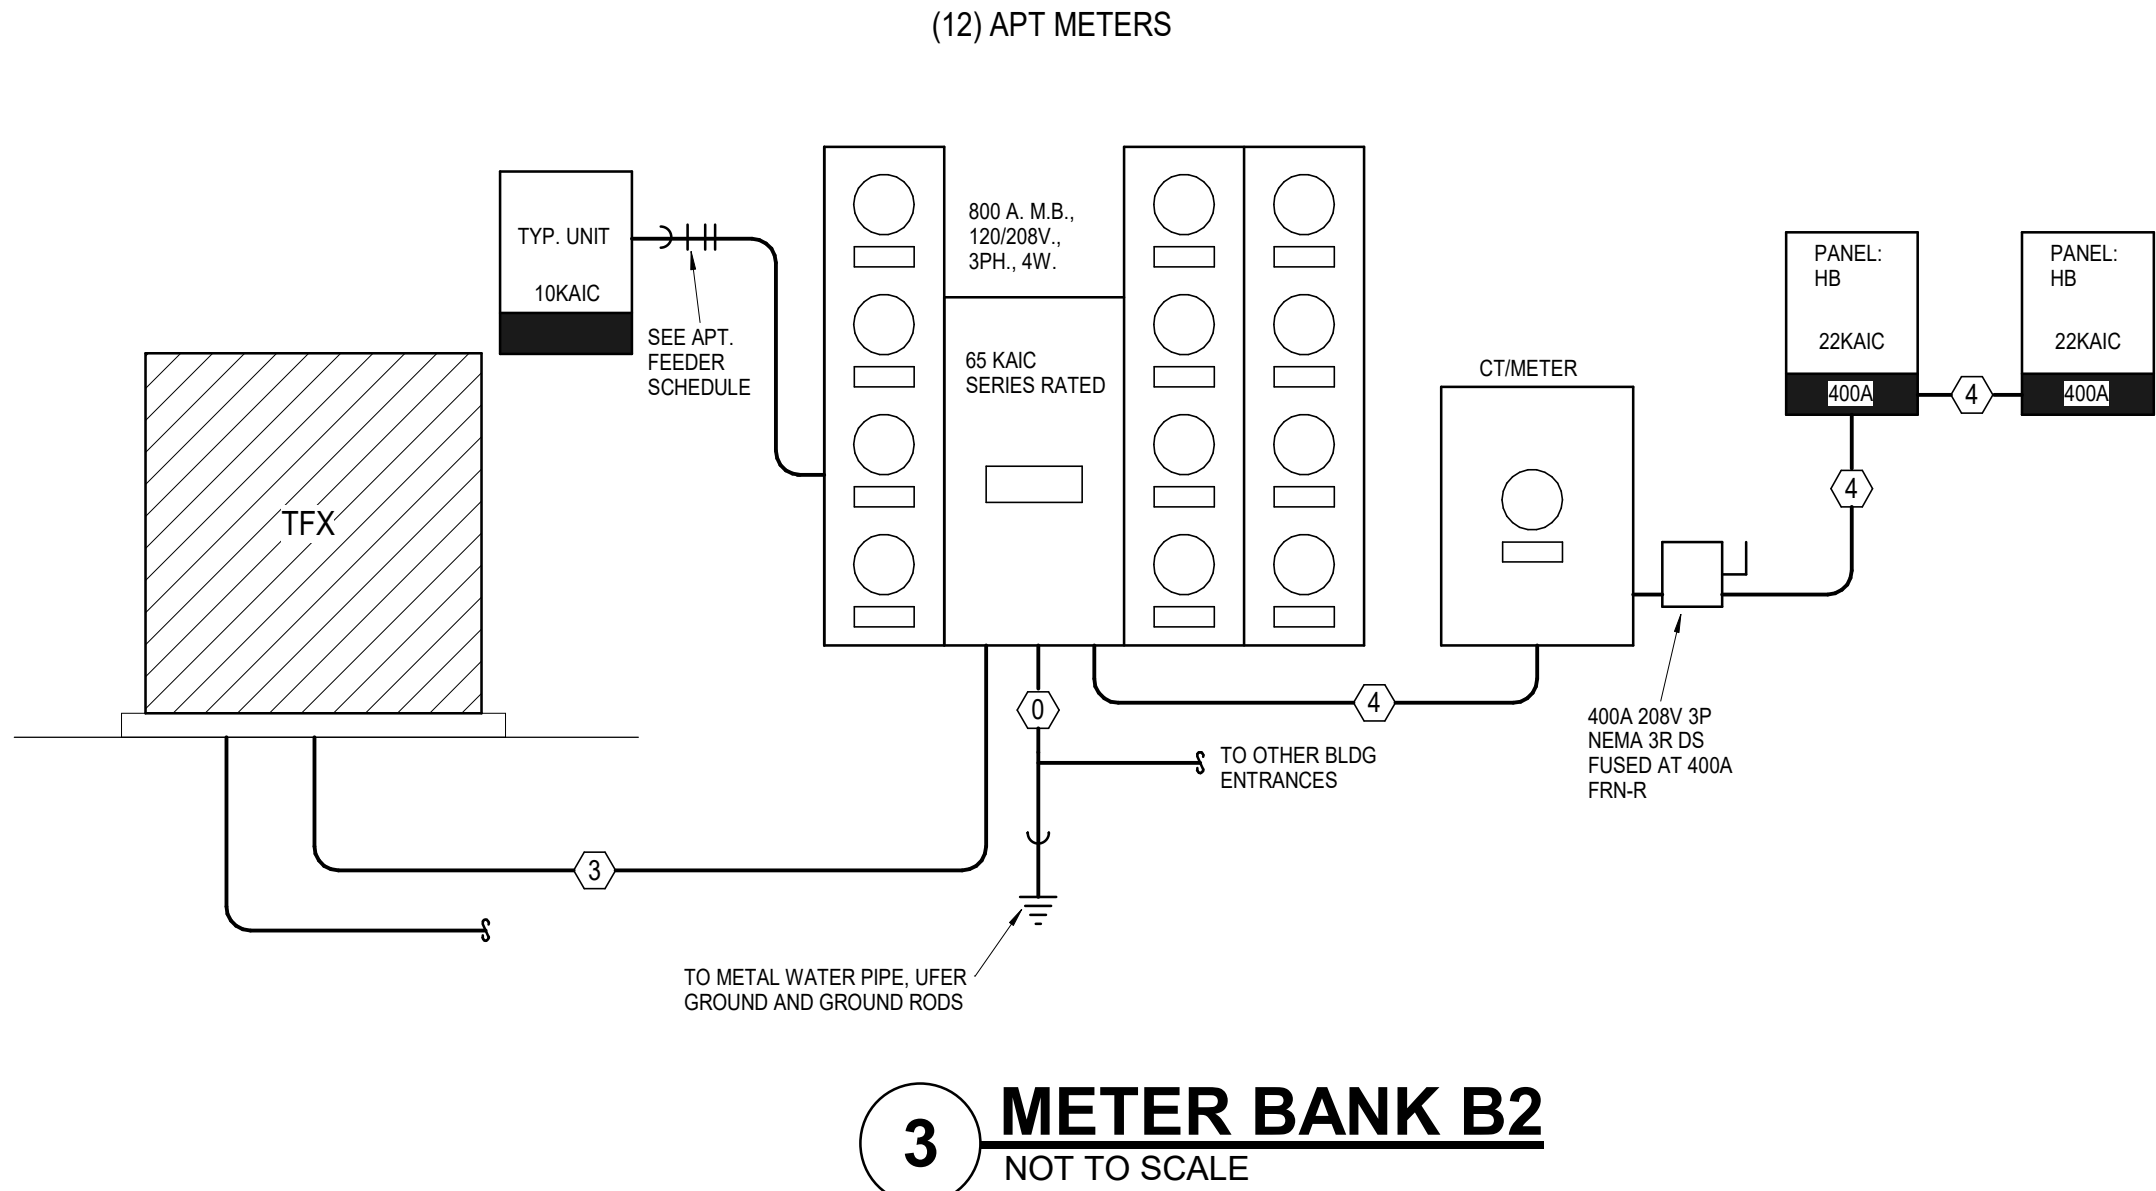 (12) APT METERS
TYP. UNIT
10KAIC
SEE APT.
FEEDER
SCHEDULE
800 A. M.B.,
120/208V.,
3PH., 4W.
65 KAIC
SERIES RATED
TFX
CT/METER
PANEL:
HB
22KAIC
400A
4
PANEL:
HB
22KAIC
400A
4
0
4
400A 208V 3P
NEMA 3R DS
FUSED AT 400A
FRN-R
TO OTHER BLDG
ENTRANCES
3
TO METAL WATER PIPE, UFER
GROUND AND GROUND RODS
3
METER BANK B2
NOT TO SCALE